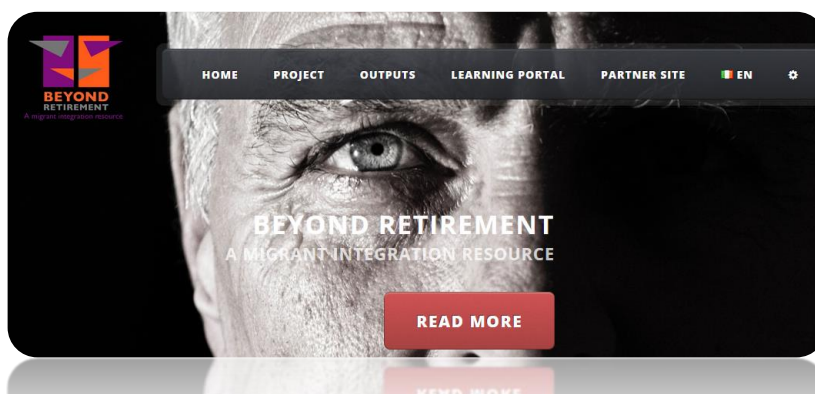 BEYOND
RETIREMENT
A migrant integration resource
HOME
PROJECT
OUTPUTS
LEARNING PORTAL
PARTNER SITE
EN
BEYOND RETIREMENT
A MIGRANT INTEGRATION RESOURCE
READ MORE